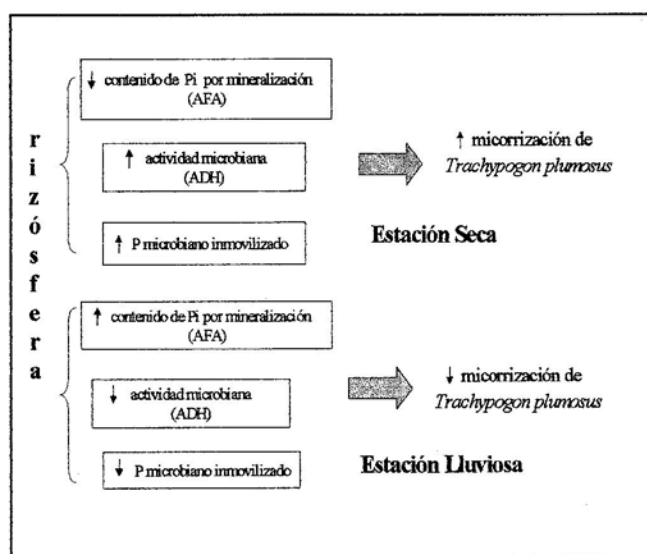 rizósfera
↓ contenido de Pi por mineralización
(AFA)
↑ actividad microbiana
(ADH)
↑ P microbiano inmovilizado
↑ micorrización de
Trachypogon plumosus
Estación Seca
↑ contenido de Pi por mineralización
(AFA)
↓ actividad microbiana
(ADH)
↓ P microbiano inmovilizado
↓ micorrización de
Trachypogon plumosus
Estación Lluviosa